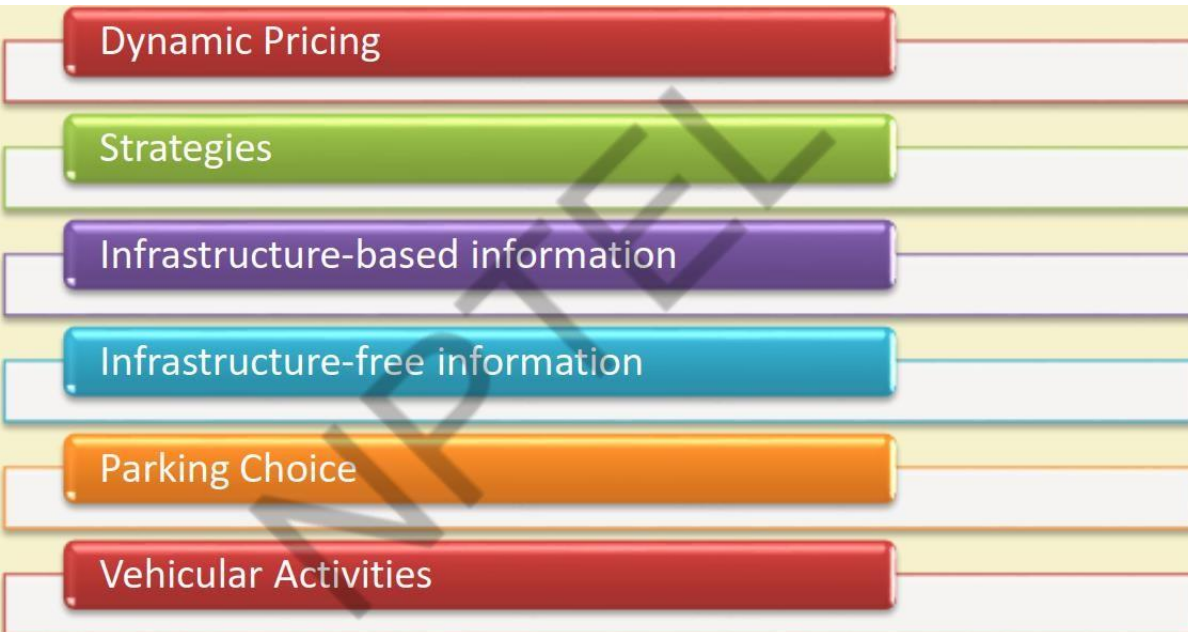 Dynamic Pricing
Strategies
Infrastructure-based information
Infrastructure-free information
Parking Choice
Vehicular Activities
NPTEL